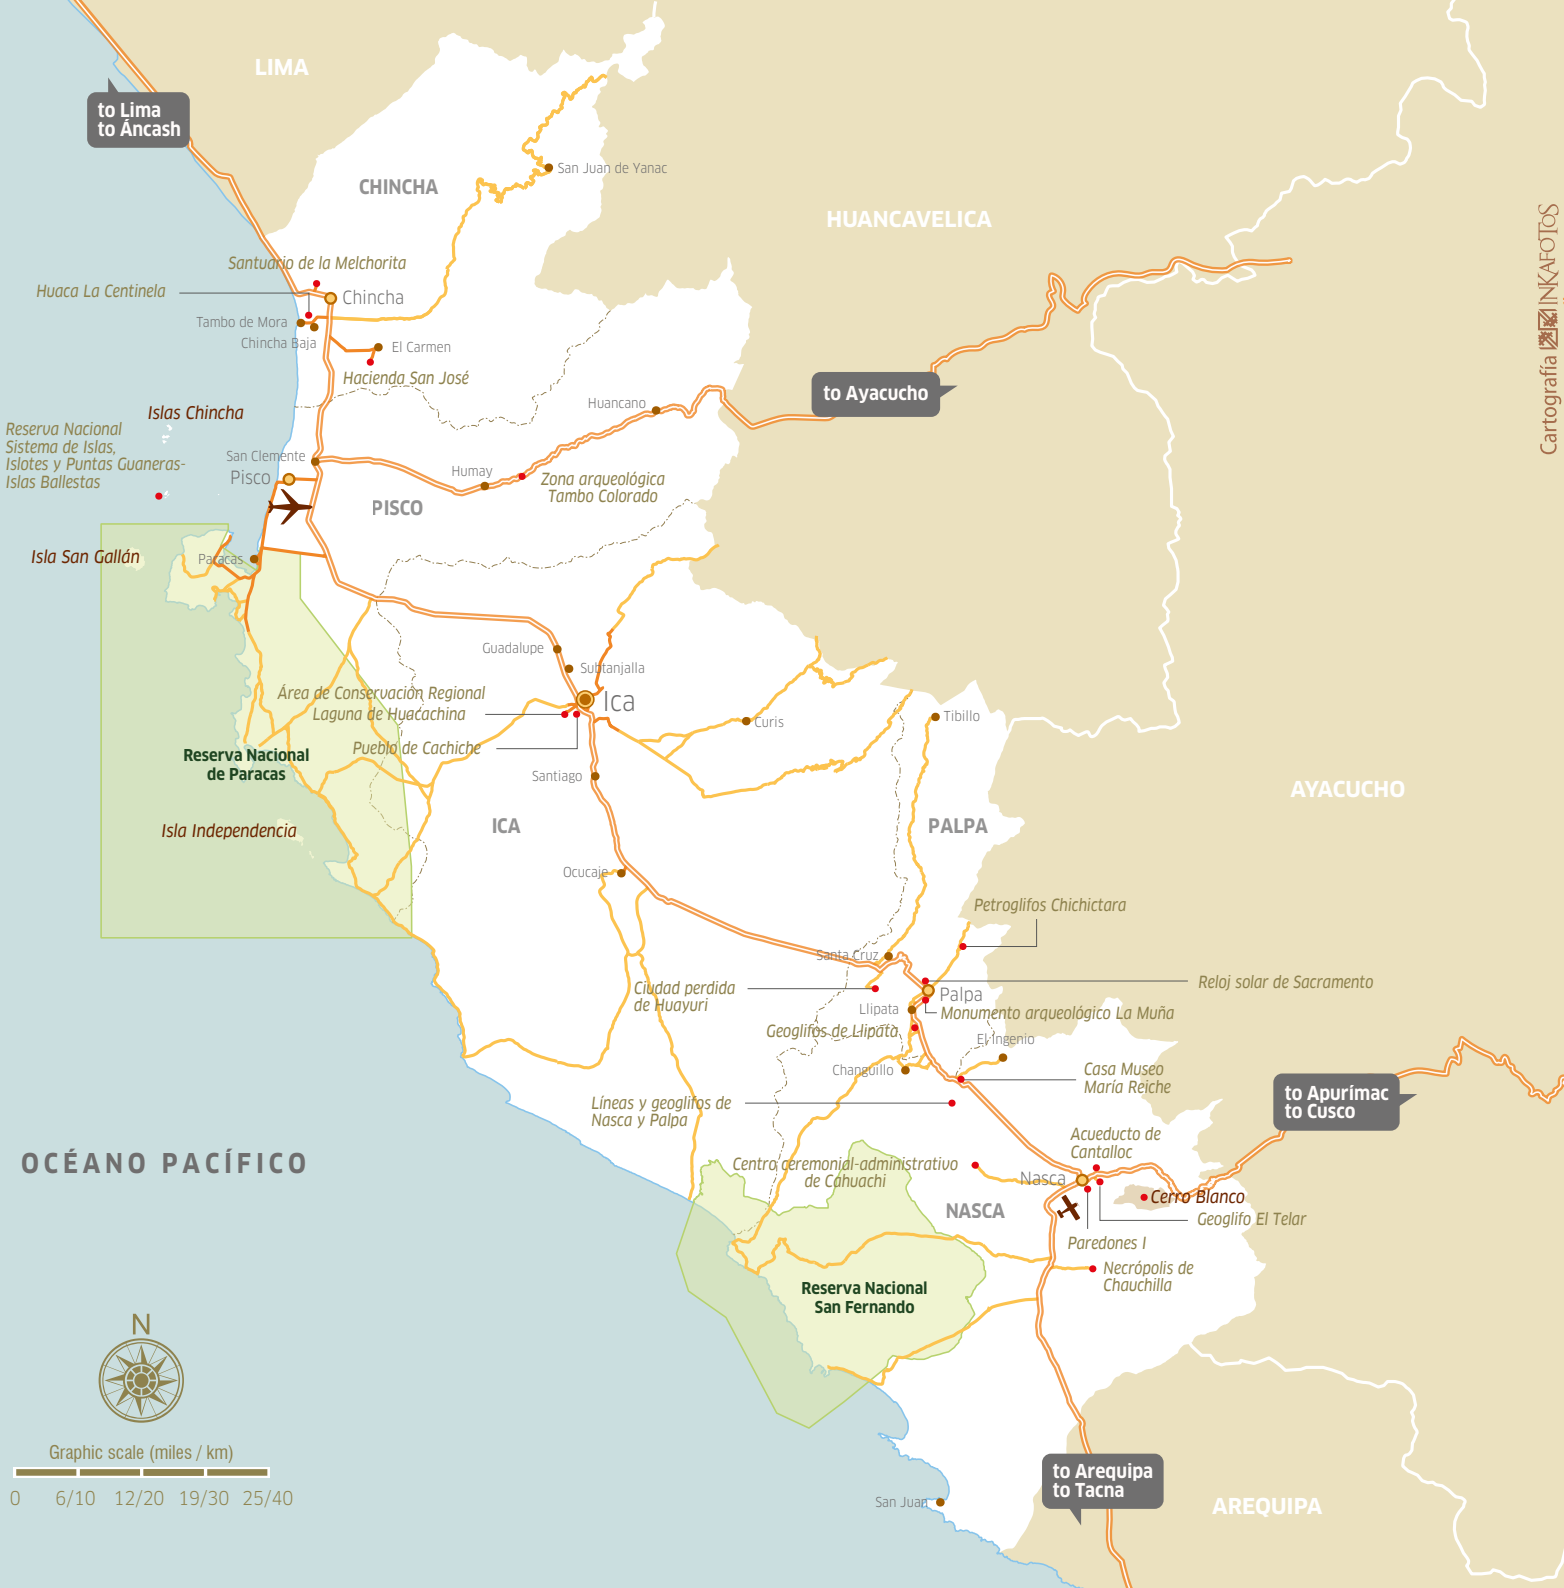 LIMA
to Lima
to Áncash
CHINCHA
San Juan de Yanac
HUANCAVELICA
Cartografía INKAFOTOS
Santuario de la Melchorita
Huaca La Centinela
Chincha
Tambo de Mora
Chincha Baja
El Carmen
Hacienda San José
to Ayacucho
Islas Chincha
Huancano
Reserva Nacional
Sistema de Islas,
Islotes y Puntas Guaneras-
Islas Ballestas
San Clemente
Pisco
Humay
Zona arqueológica
Tambo Colorado
PISCO
Isla San Gallán
Paracas
Guadalupe
Subtanjalla
Área de Conservación Regional
Laguna de Huacachina
Ica
Curis
Tibillo
Pueblo de Cachiche
Reserva Nacional
de Paracas
Santiago
AYACUCHO
Isla Independencia
ICA
PALPA
Ocucaje
Petroglifos Chichictara
Santa Cruz
Ciudad perdida
de Huayuri
Reloj solar de Sacramento
Palpa
Llipata
Monumento arqueológico La Muña
Geoglifos de Llipata
El Ingenio
Changuillo
Casa Museo
María Reiche
Líneas y geoglifos de
Nasca y Palpa
to Apurímac
to Cusco
OCÉANO PACÍFICO
Acueducto de
Cantalloc
Centro ceremonial-administrativo
de Cahuachi
Nasca
Cerro Blanco
NASCA
Geoglifo El Telar
Paredones I
Necrópolis de
Chauchilla
Reserva Nacional
San Fernando
N
Graphic scale (miles / km)
0 6/10 12/20 19/30 25/40
to Arequipa
to Tacna
San Juan
AREQUIPA